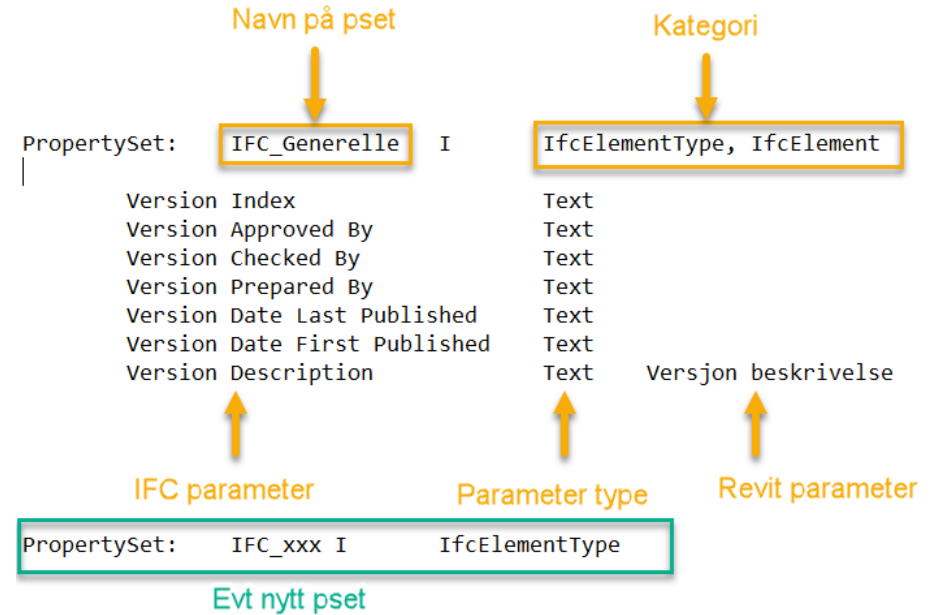 Navn på pset
Kategori
PropertySet: IFC_Generelle I IfcElementType, IfcElement
Version Index Text
Version Approved By Text
Version Checked By Text
Version Prepared By Text
Version Date Last Published Text
Version Date First Published Text
Version Description Text Versjon beskrivelse
IFC parameter
Parameter type
Revit parameter
PropertySet: IFC_xxx I IfcElementType
Evt nytt pset